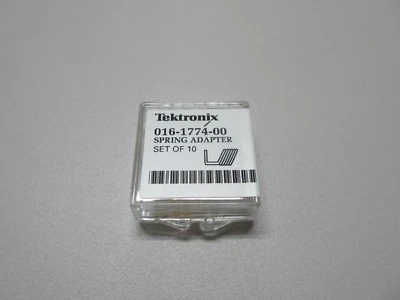 Tektronix
016-1774-00
SPRING ADAPTER
SET OF 10